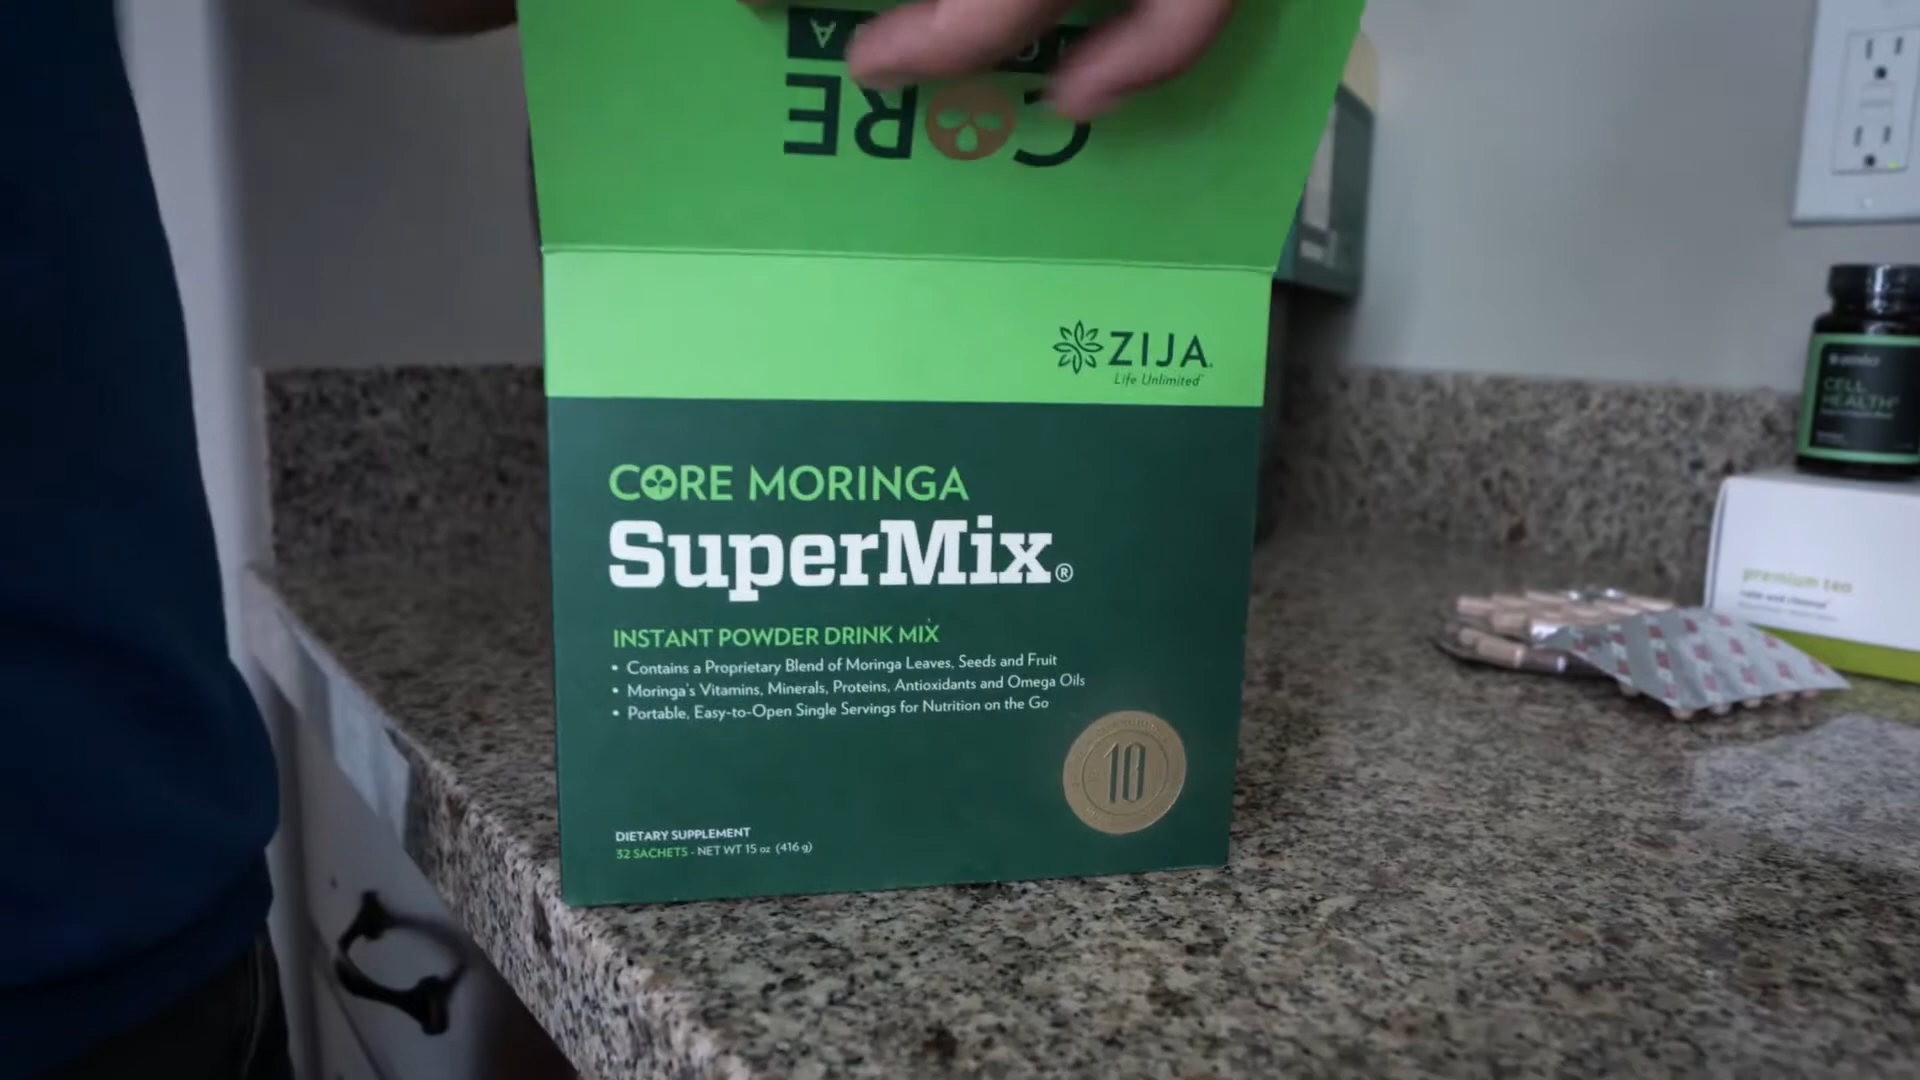 CORE
ZIJA
Life Unlimited™
CORE MORINGA
SuperMix®
INSTANT POWDER DRINK MIX
• Contains a Proprietary Blend of Moringa Leaves, Seeds and Fruit
• Moringa's Vitamins, Minerals, Proteins, Antioxidants and Omega Oils
• Portable, Easy-to-Open Single Servings for Nutrition on the Go
10
DIETARY SUPPLEMENT
32 SACHETS - NET WT 15 oz (416 g)
CELL
HEALTH
premium tea